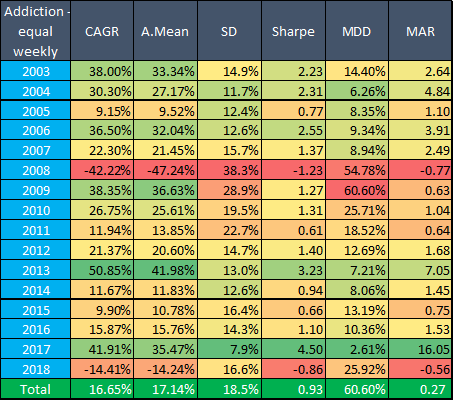 Addiction - equal weekly CAGR A.Mean SD Sharpe MDD MAR
2003 38.00% 33.34% 14.9% 2.23 14.40% 2.64
2004 30.30% 27.17% 11.7% 2.31 6.26% 4.84
2005 9.15% 9.52% 12.4% 0.77 8.35% 1.10
2006 36.50% 32.04% 12.6% 2.55 9.34% 3.91
2007 22.30% 21.45% 15.7% 1.37 8.94% 2.49
2008 -42.22% -47.24% 38.3% -1.23 54.78% -0.77
2009 38.35% 36.63% 28.9% 1.27 60.60% 0.63
2010 26.75% 25.61% 19.5% 1.31 25.71% 1.04
2011 11.94% 13.85% 22.7% 0.61 18.52% 0.64
2012 21.37% 20.60% 14.7% 1.40 12.69% 1.68
2013 50.85% 41.98% 13.0% 3.23 7.21% 7.05
2014 11.67% 11.83% 12.6% 0.94 8.06% 1.45
2015 9.90% 10.78% 16.4% 0.66 13.19% 0.75
2016 15.87% 15.76% 14.3% 1.10 10.36% 1.53
2017 41.91% 35.47% 7.9% 4.50 2.61% 16.05
2018 -14.41% -14.24% 16.6% -0.86 25.92% -0.56
Total 16.65% 17.14% 18.5% 0.93 60.60% 0.27